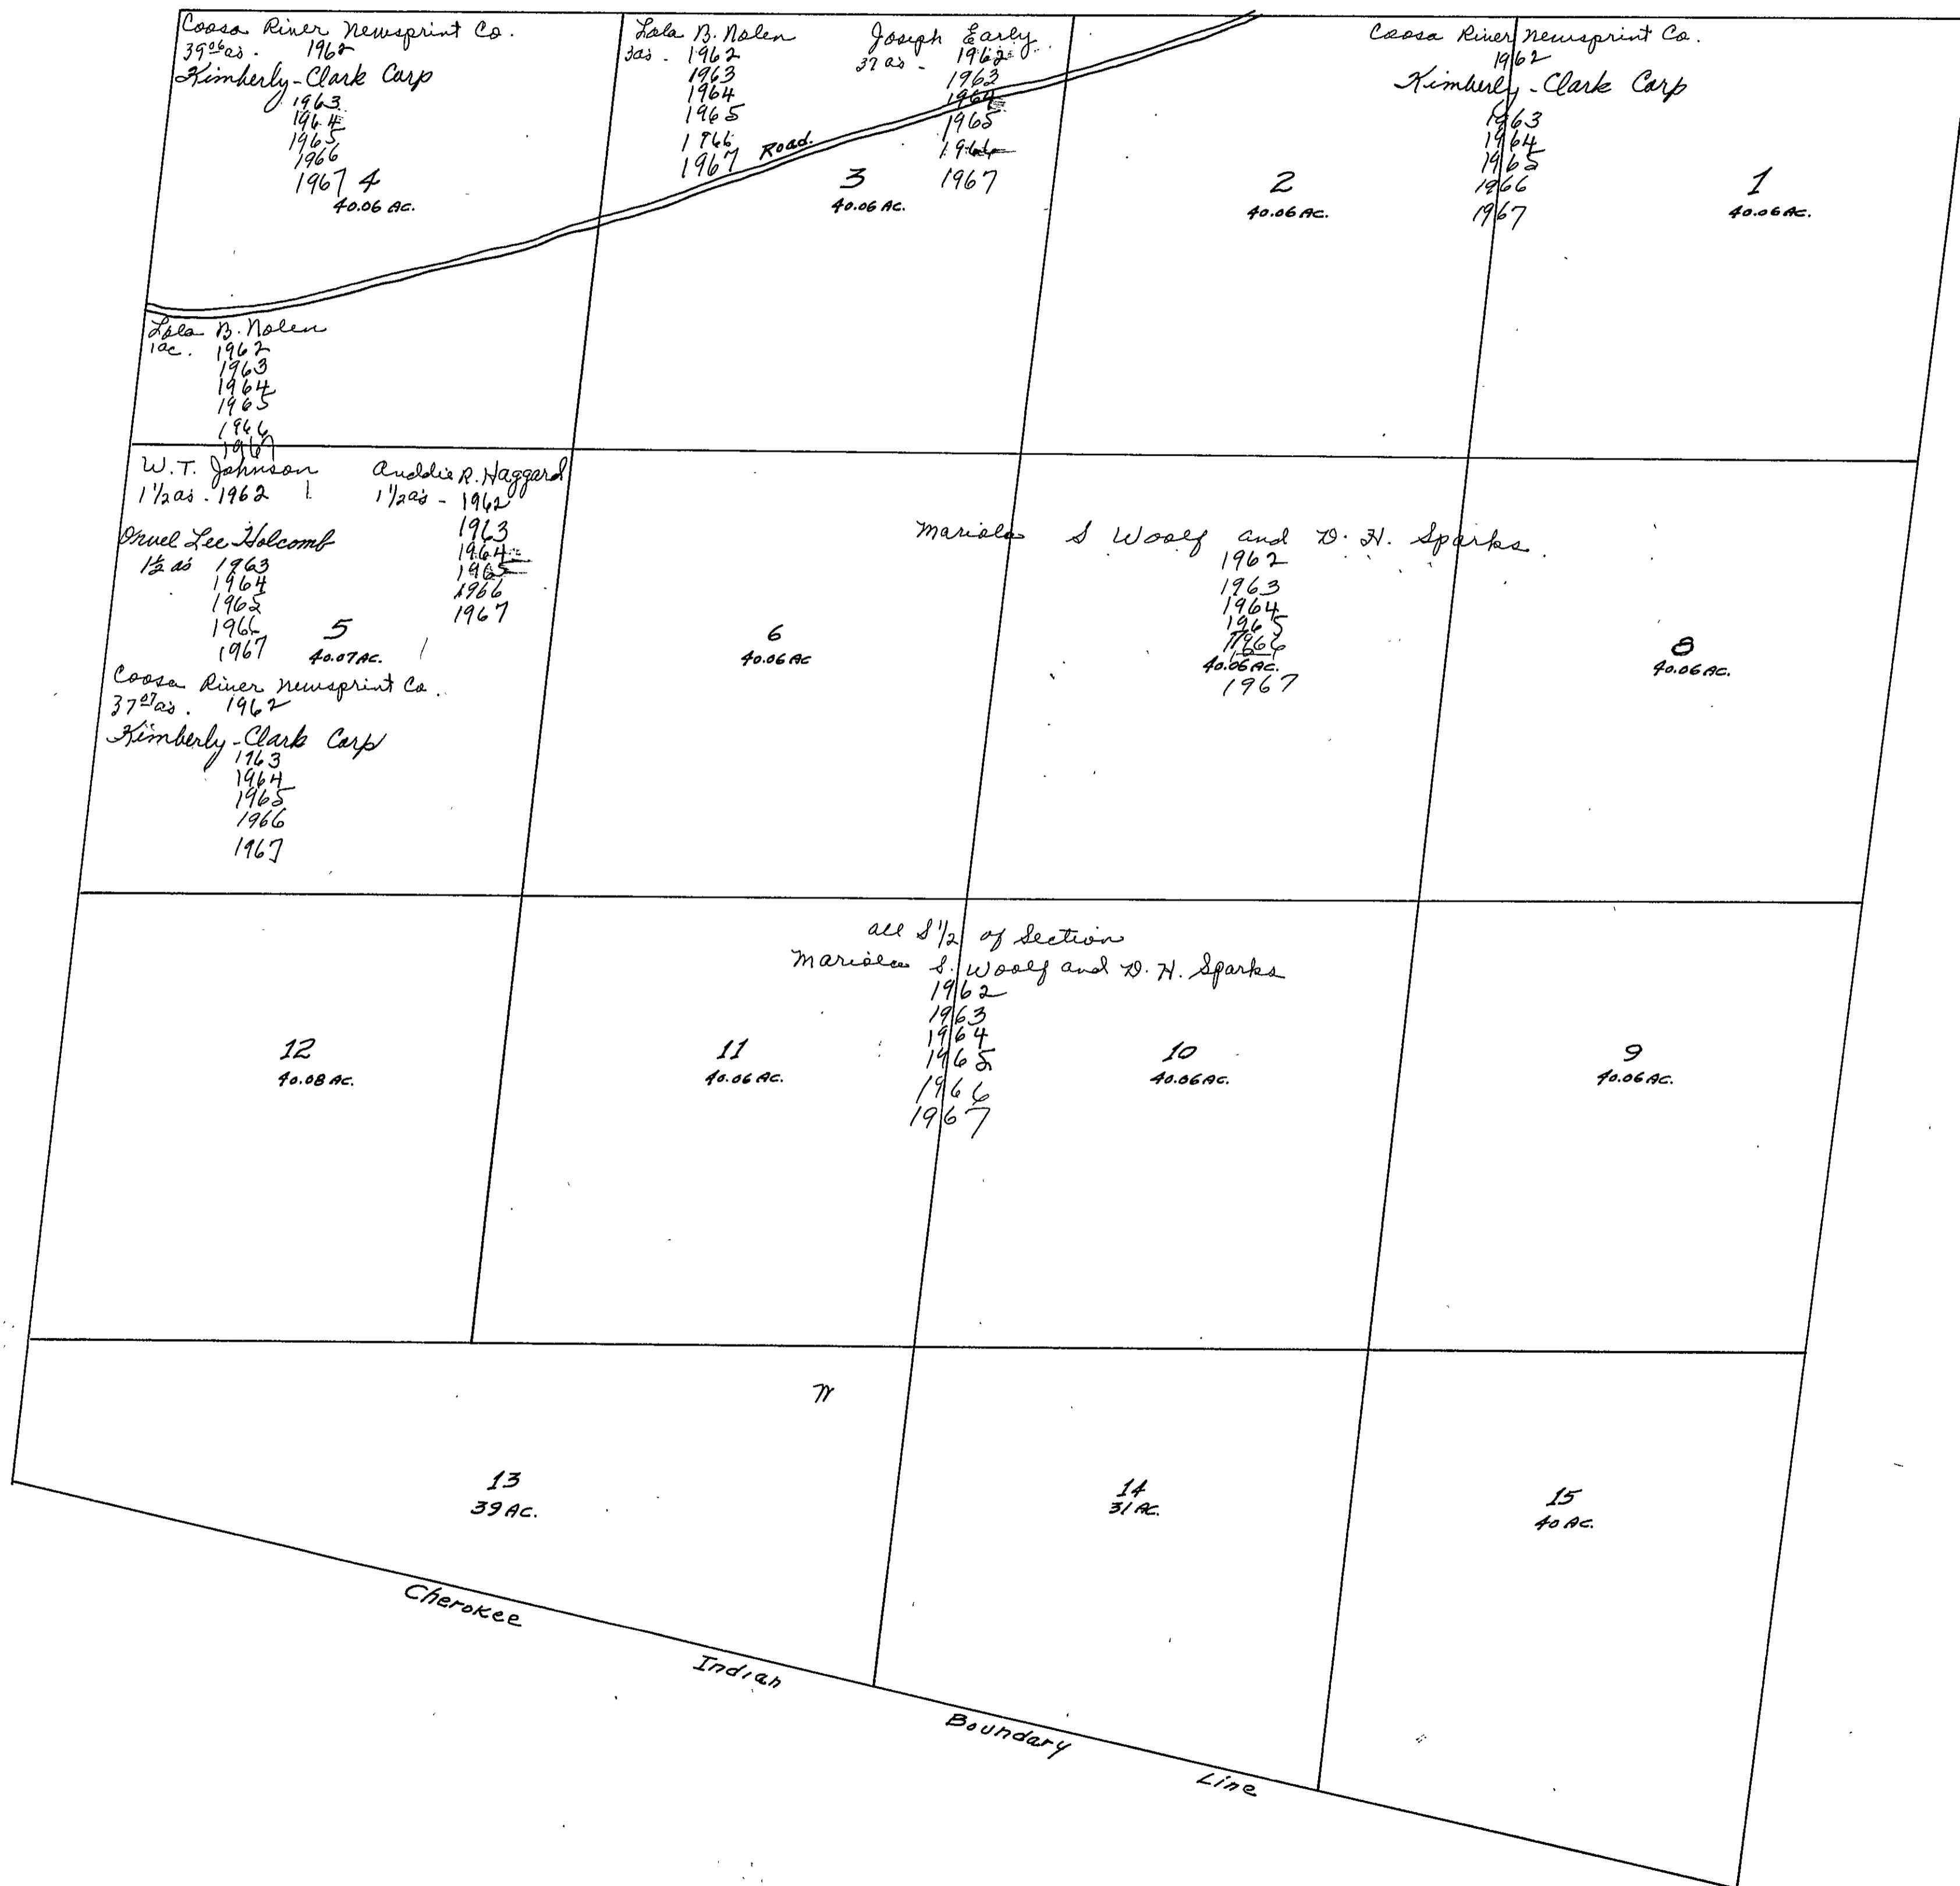 Coosa River Newsprint Co.
39 06 as. 1962
Kimberly-Clark Corp
1963
1964
1965
1966
1967
4
40.06 AC.
Lola B. Nolen
3 as. 1962
1963
1964
1965
1966
1967
Road.
Joseph Early
37 as - 1962
1963
1964
1965
1966
1967
3
40.06 AC.
2
40.06 AC.
Coosa River Newsprint Co.
1962
Kimberly-Clark Corp
1963
1964
1965
1966
1967
1
40.06 AC.
Lola B. Nolen
1 ac. 1962
1963
1964
1965
1966
1967
W.T. Johnson
1 1/2 as. 1962
Auddie R. Haggard
1 1/2 as - 1962
1963
1964
1965
1966
1967
Oruel Lee Holcomb
1 1/2 as 1963
1964
1965
1966
1967
5
40.07 AC.
Coosa River Newsprint Co.
37 07 as. 1962
Kimberly-Clark Corp
1963
1964
1965
1966
1967
6
40.06 AC
S Woolf and D. H. Sparks.
1962
1963
1964
1965
1966
40.06 AC.
1967
8
40.06 AC.
all S 1/2 of Section
S. Woolf and D. H. Sparks
1962
1963
1964
1965
1966
1967
12
40.08 AC.
11
40.06 AC.
10
40.06 AC.
9
40.06 AC.
13
39 AC.
14
31 AC.
15
40 AC.
Cherokee Indian Boundary Line